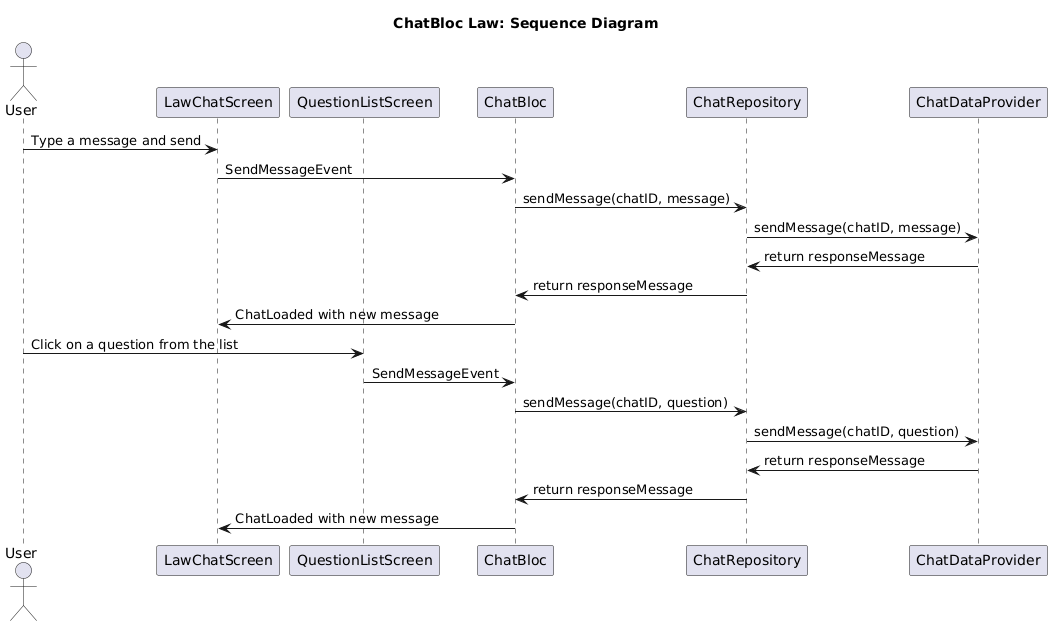 ChatBloc Law: Sequence Diagram
User
LawChatScreen
QuestionListScreen
ChatBloc
ChatRepository
ChatDataProvider
Type a message and send
SendMessageEvent
sendMessage(chatID, message)
sendMessage(chatID, message)
return responseMessage
return responseMessage
ChatLoaded with new message
Click on a question from the list
SendMessageEvent
sendMessage(chatID, question)
sendMessage(chatID, question)
return responseMessage
return responseMessage
ChatLoaded with new message
User
LawChatScreen
QuestionListScreen
ChatBloc
ChatRepository
ChatDataProvider